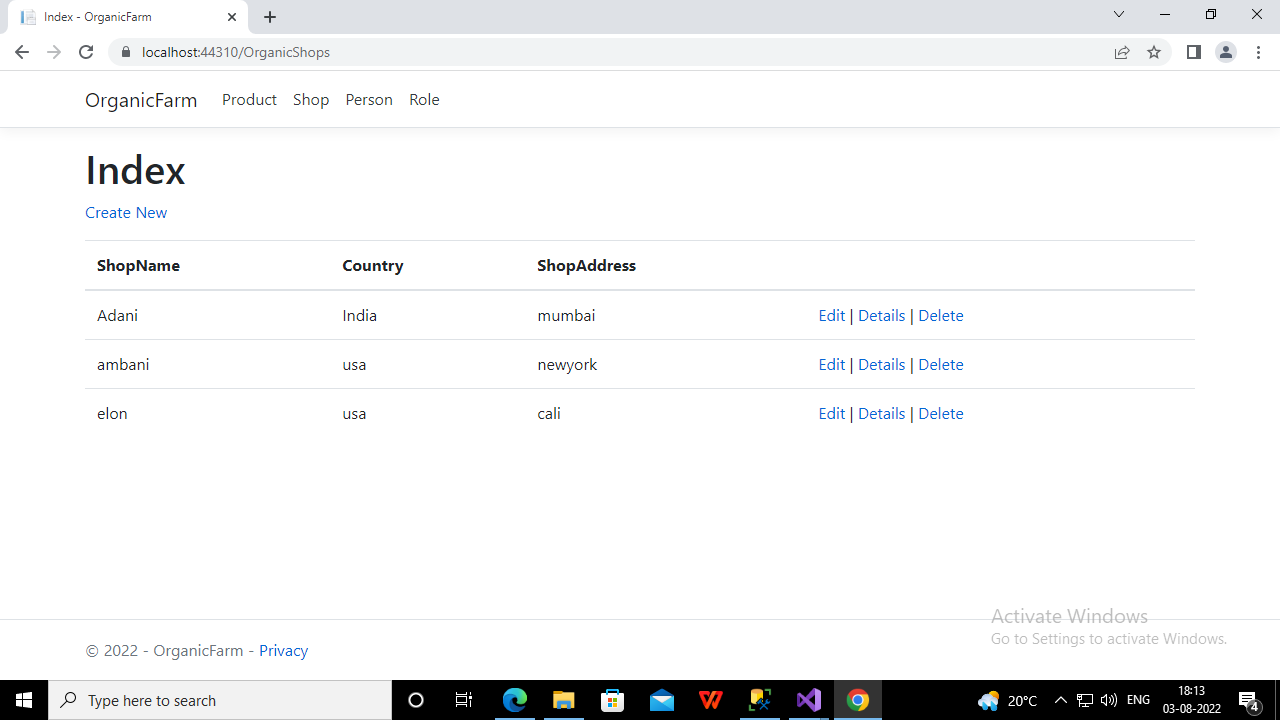 Index - OrganicFarm
localhost:44310/OrganicShops
OrganicFarm Product Shop Person Role
Index
Create New
ShopName Country ShopAddress
Adani India mumbai Edit | Details | Delete
ambani usa newyork Edit | Details | Delete
elon usa cali Edit | Details | Delete
Activate Windows
Go to Settings to activate Windows.
© 2022 - OrganicFarm - Privacy
Type here to search
20°C
ENG
18:13
03-08-2022
4